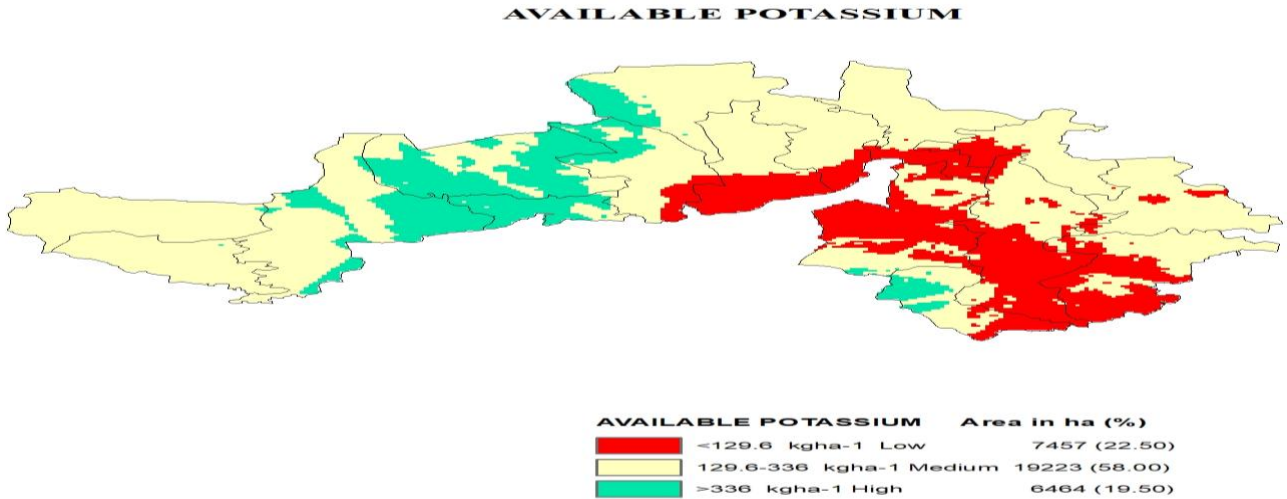 AVAILABLE POTASSIUM
AVAILABLE POTASSIUM Area in ha (%)
<129.6 kgha-1 Low 7457 (22.50)
129.6-336 kgha-1 Medium 19223 (58.00)
>336 kgha-1 High 6464 (19.50)